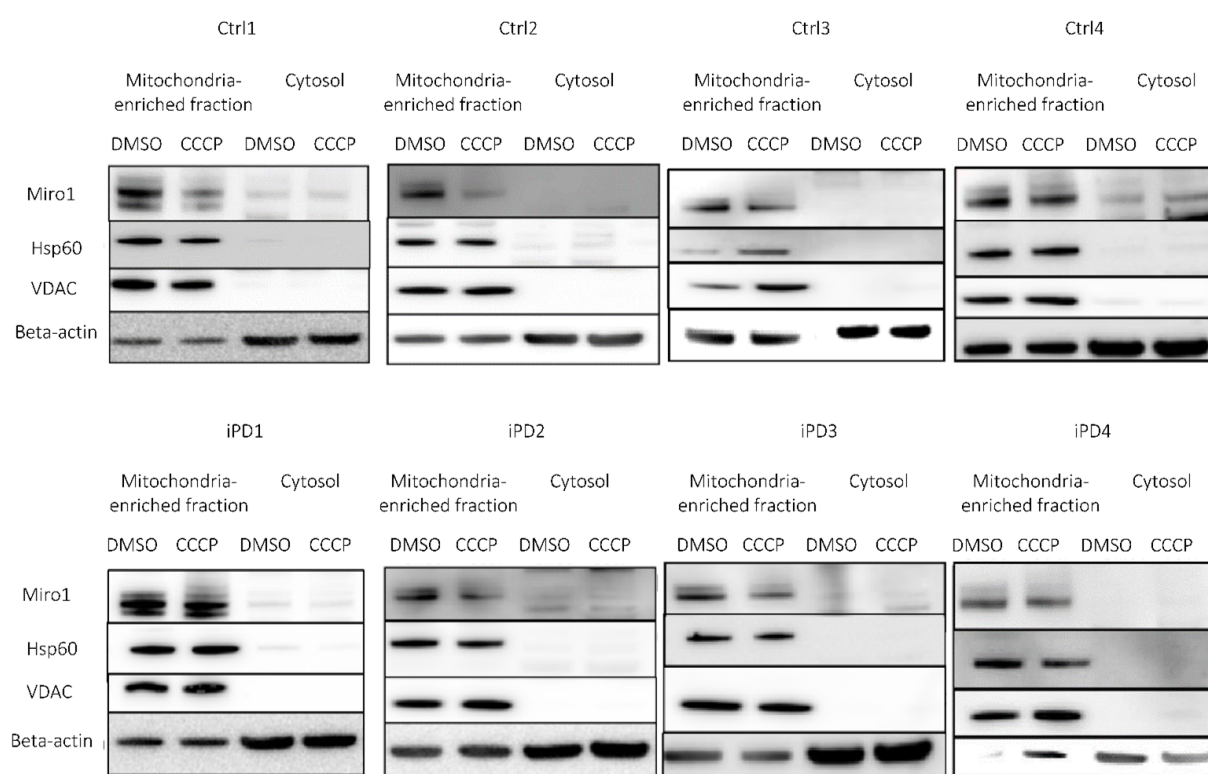 Ctrl1 Ctrl2 Ctrl3 Ctrl4
Mitochondria- Cytosol Mitochondria- Cytosol Mitochondria- Cytosol Mitochondria- Cytosol
enriched fraction enriched fraction enriched fraction enriched fraction
DMSO CCCP DMSO CCCP DMSO CCCP DMSO CCCP DMSO CCCP DMSO CCCP DMSO CCCP DMSO CCCP
Miro1
Hsp60
VDAC
Beta-actin
iPD1 iPD2 iPD3 iPD4
Mitochondria- Cytosol Mitochondria- Cytosol Mitochondria- Cytosol Mitochondria- Cytosol
enriched fraction enriched fraction enriched fraction enriched fraction
DMSO CCCP DMSO CCCP DMSO CCCP DMSO CCCP DMSO CCCP DMSO CCCP DMSO CCCP DMSO CCCP
Miro1
Hsp60
VDAC
Beta-actin